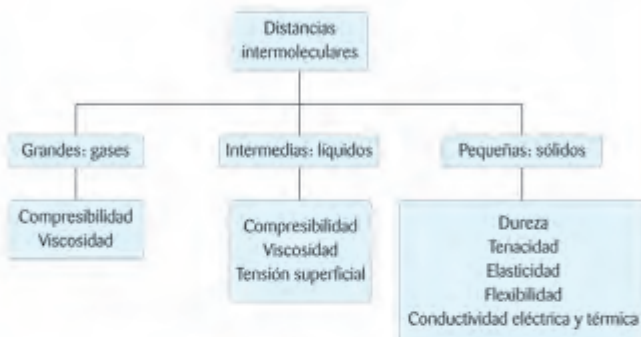 Distancias
intermoleculares
Grandes: gases
Intermedias: líquidos
Pequeñas: sólidos
Compresibilidad
Viscosidad
Compresibilidad
Viscosidad
Tensión superficial
Dureza
Tenacidad
Elasticidad
Flexibilidad
Conductividad eléctrica y térmica